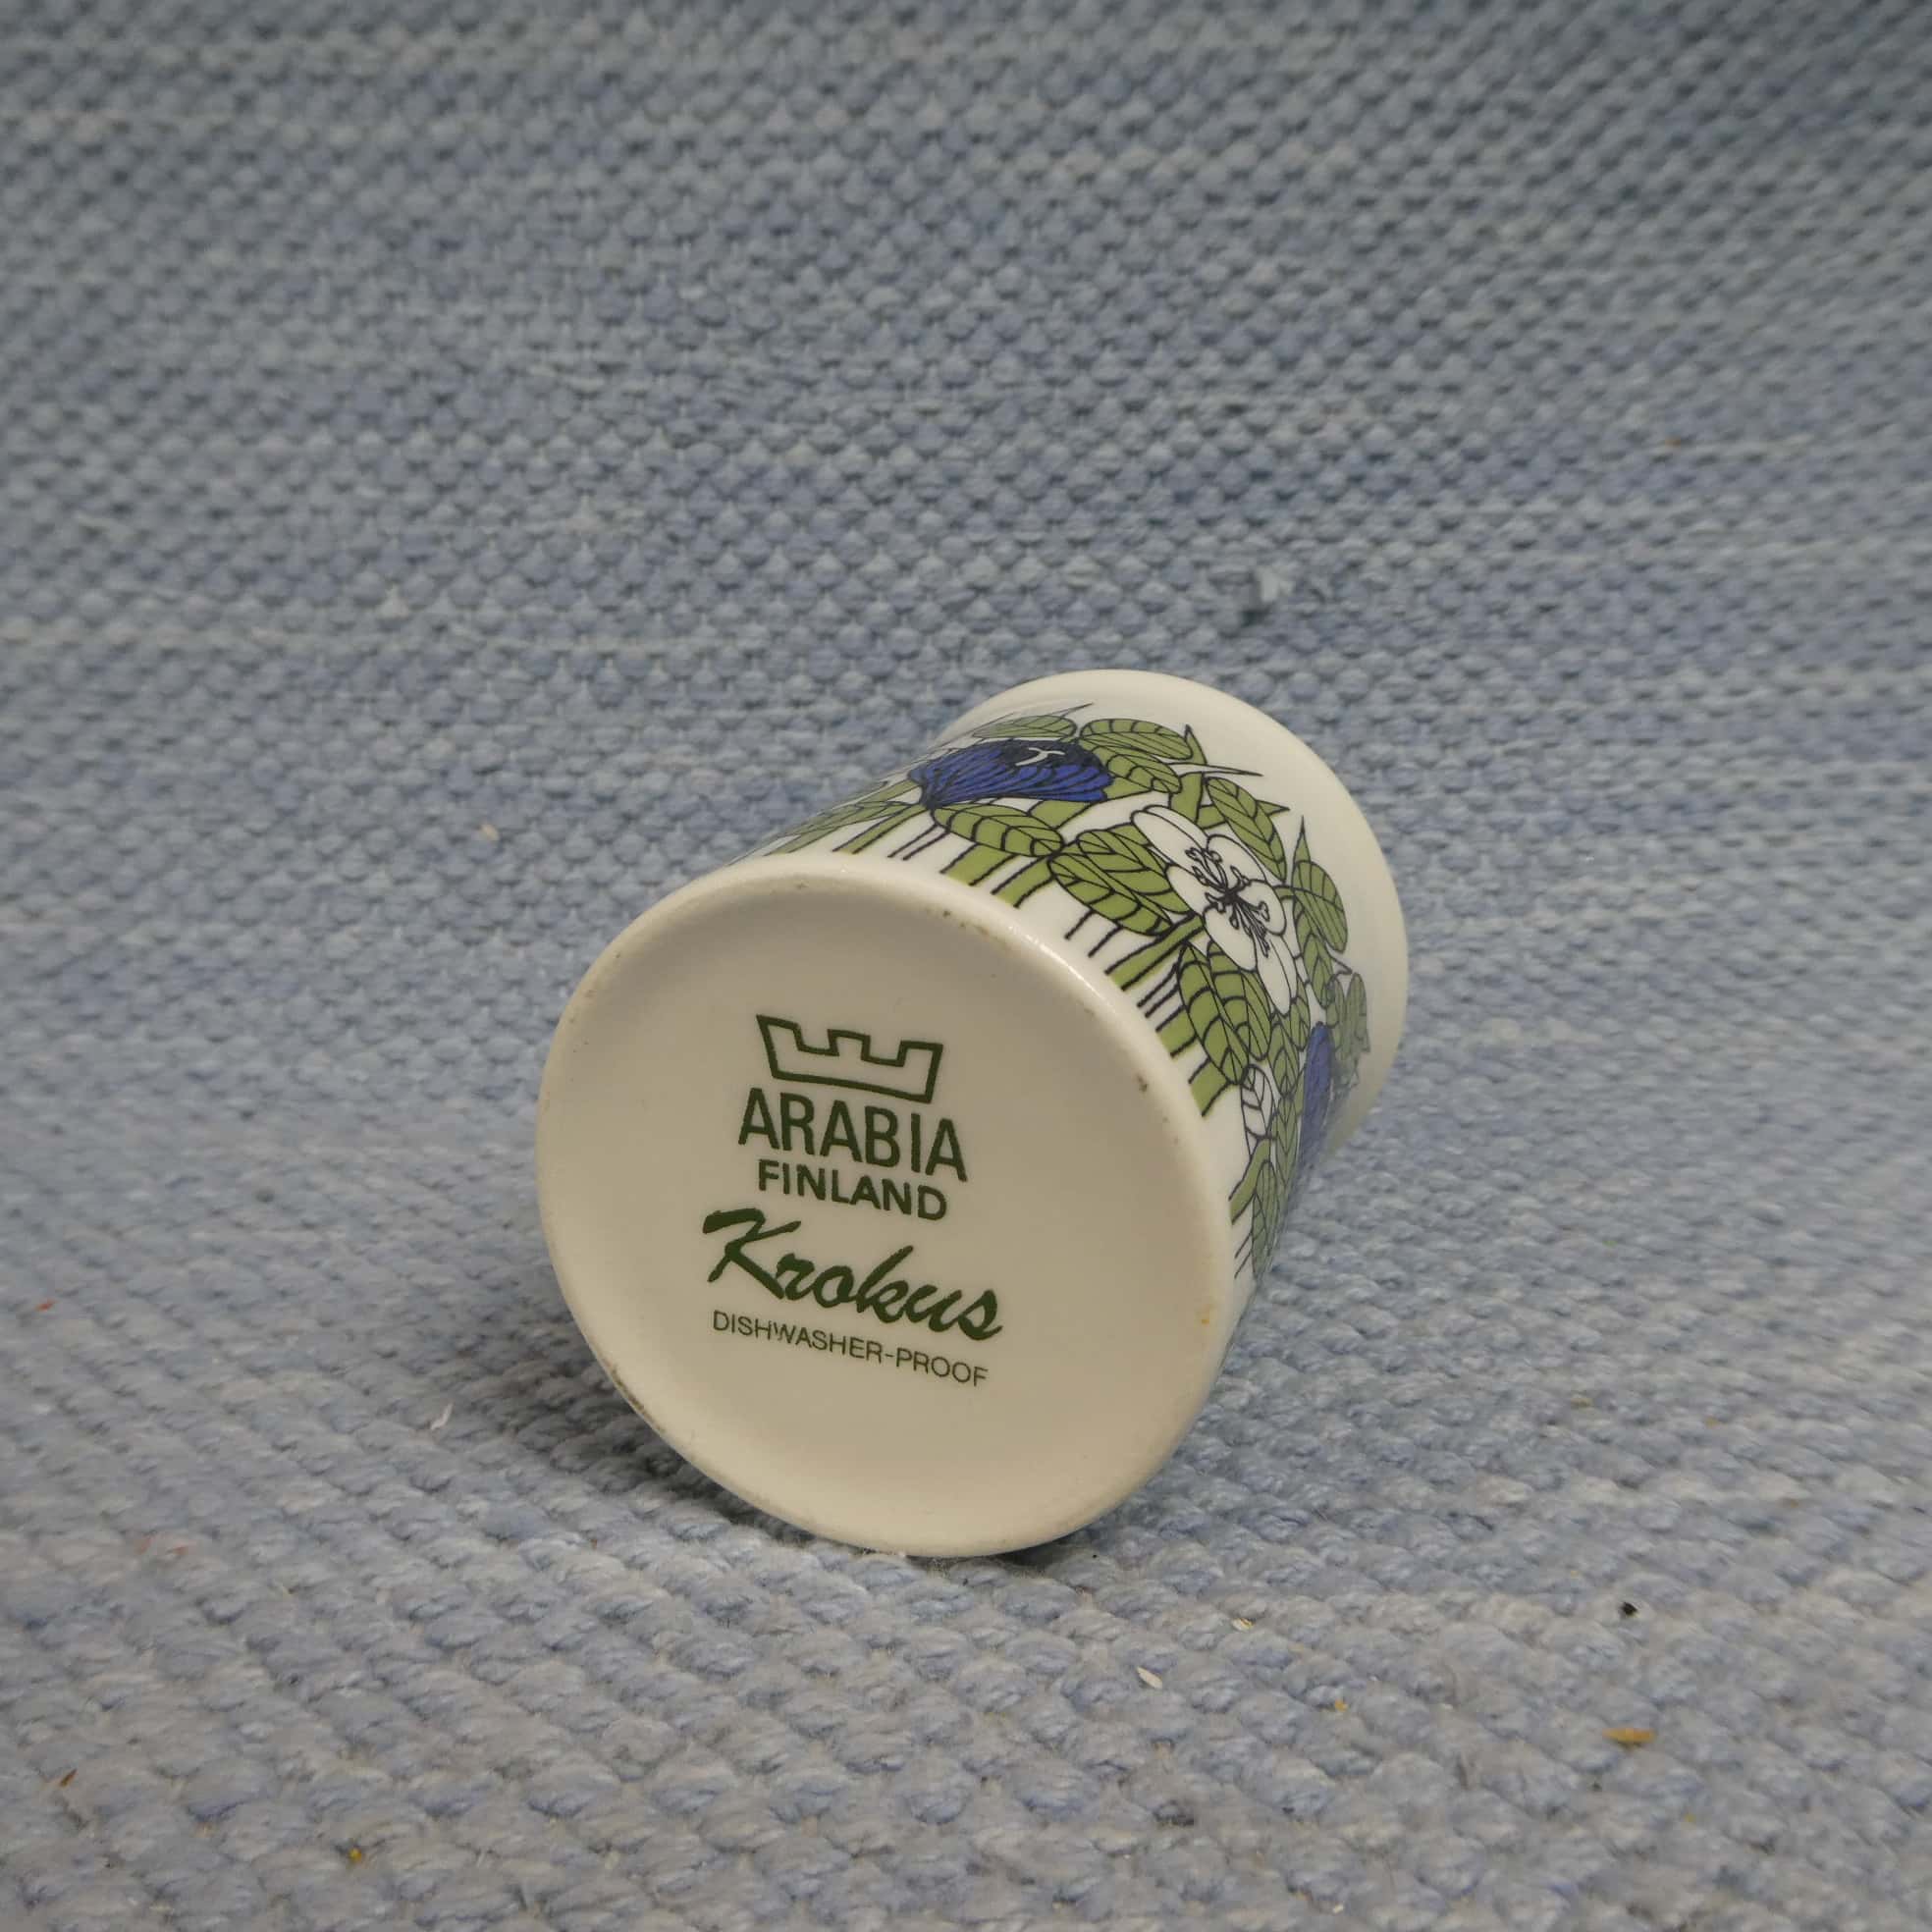 ARABIA
FINLAND
Krokus
DISHWASHER-PROOF